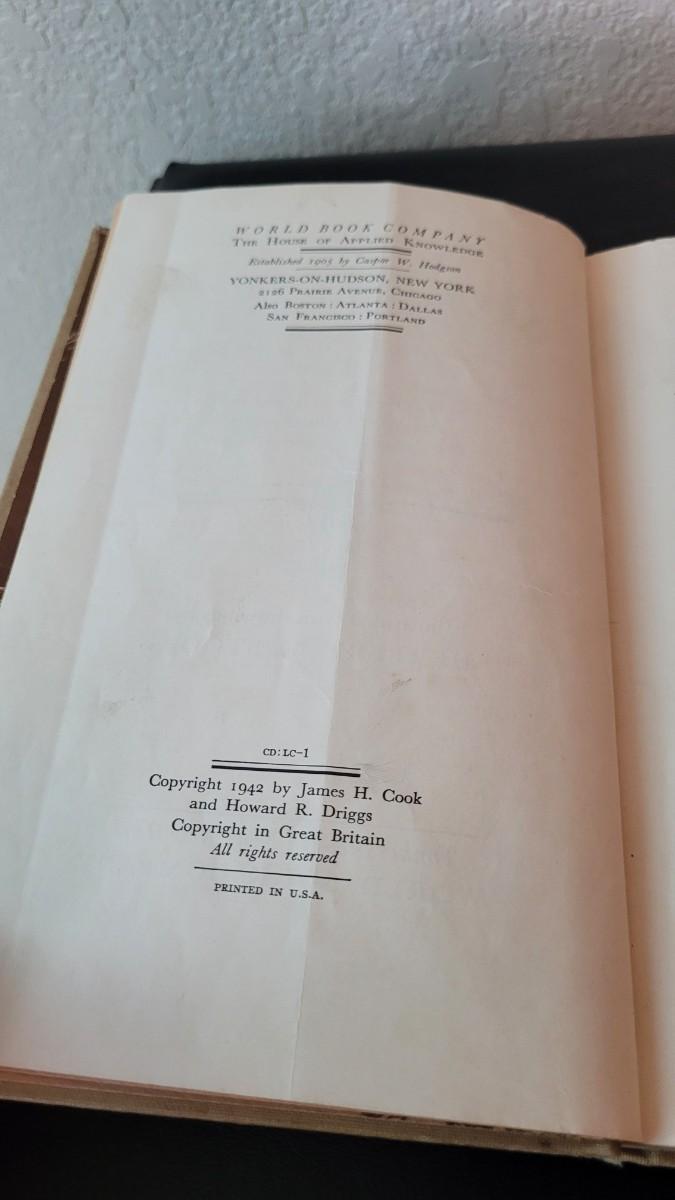 WORLD BOOK COMPANY
THE HOUSE OF APPLIED KNOWLEDGE
Established 1905 by Caspar W. Hodgson
YONKERS-ON-HUDSON, NEW YORK
2126 PRAIRIE AVENUE, CHICAGO
Also BOSTON : ATLANTA : DALLAS
SAN FRANCISCO : PORTLAND
CD:LC-1
Copyright 1942 by James H. Cook
and Howard R. Driggs
Copyright in Great Britain
All rights reserved
PRINTED IN U.S.A.